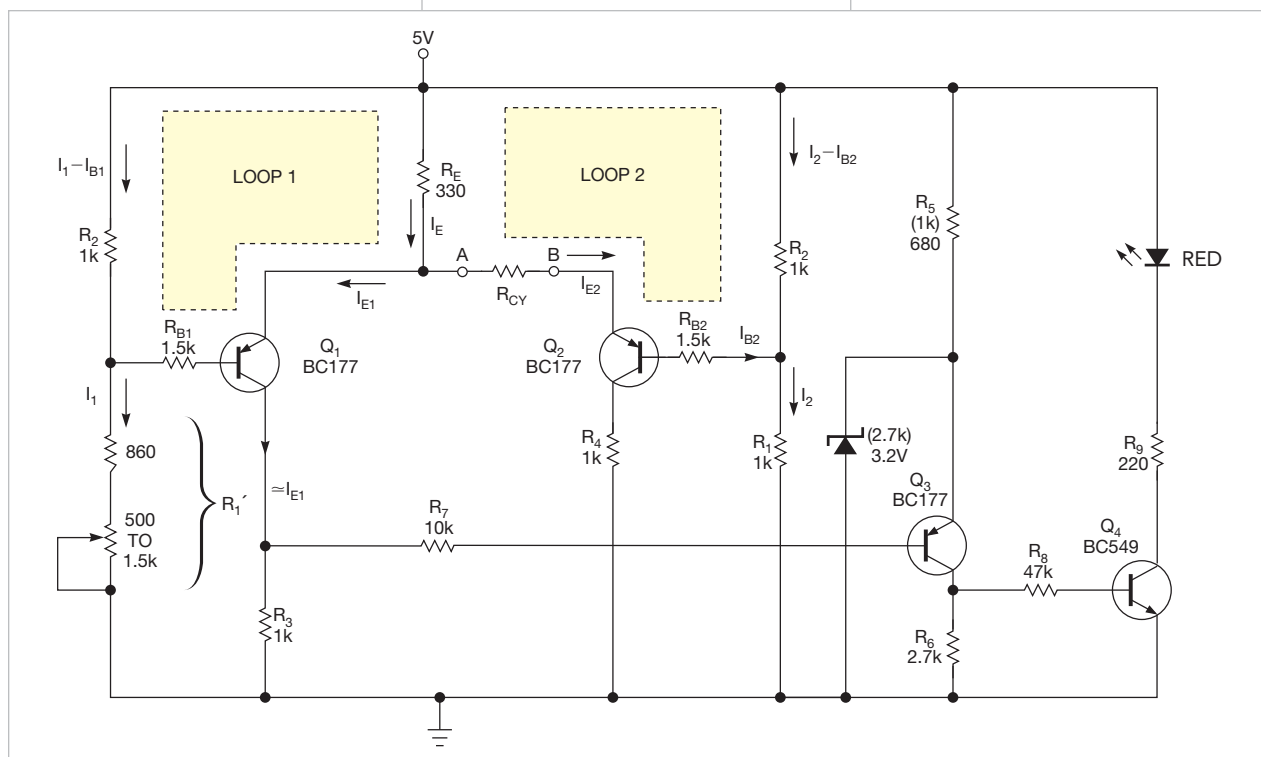 5V
I1–IB1
LOOP 1
RE
330
LOOP 2
I2–IB2
R2
1k
IE
R5
(1k)
680
A
B
IE1
RCY
IE2
R2
1k
RED
RB1
1.5k
Q1
BC177
Q2
BC177
RB2
1.5k
IB2
I1
I2
860
R1´
500
TO
1.5k
≃IE1
R4
1k
R1
1k
(2.7k)
3.2V
R9
220
R7
10k
Q3
BC177
Q4
BC549
R8
47k
R3
1k
R6
2.7k